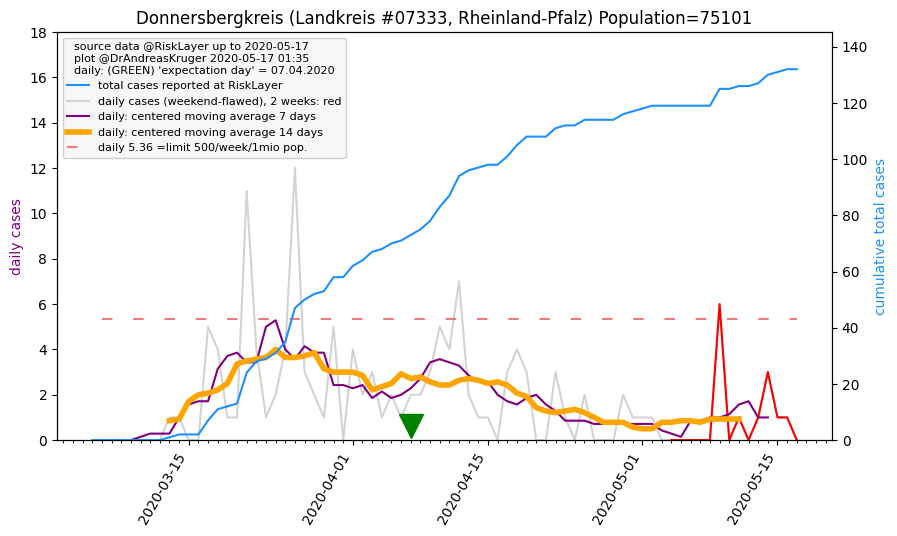 Donnersbergkreis (Landkreis #07333, Rheinland-Pfalz) Population=75101
source data @RiskLayer up to 2020-05-17
plot @DrAndreasKruger 2020-05-17 01:35
daily: (GREEN) 'expectation day' = 07.04.2020
total cases reported at RiskLayer
daily cases (weekend-flawed), 2 weeks: red
daily: centered moving average 7 days
daily: centered moving average 14 days
daily 5.36 =limit 500/week/1mio pop.
daily cases
18
16
14
12
10
8
6
4
2
0
140
120
100
80
60
40
20
0
cumulative total cases
2020-03-15
2020-04-01
2020-04-15
2020-05-01
2020-05-15